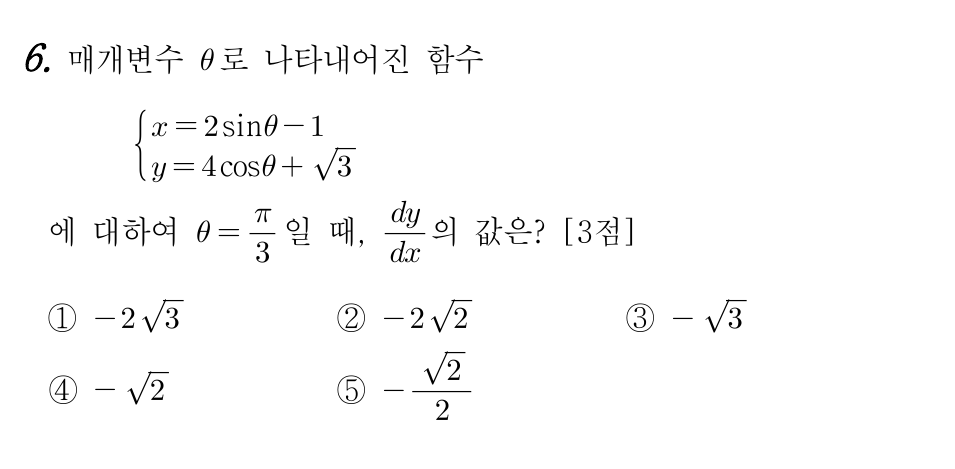 6. 매개변수 θ로 나타내어진 함수
{ x = 2sinθ - 1
y = 4cosθ + √3
에 대하여 θ = π/3 일 때, dy/dx 의 값은? [3점]
① -2√3 ② -2√2 ③ -√3
④ -√2 ⑤ -√2/2